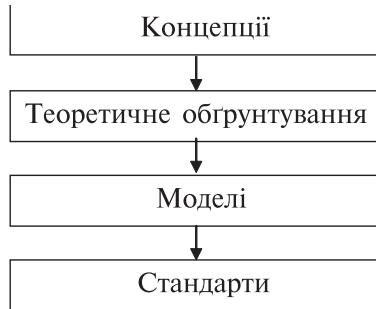 Концепції
Теоретичне обґрунтування
Моделі
Стандарти